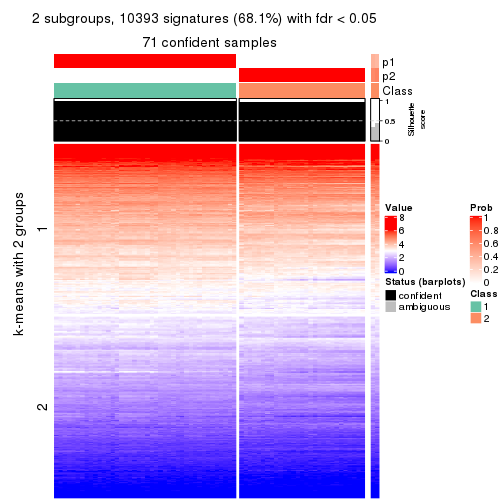 2 subgroups, 10393 signatures (68.1%) with fdr < 0.05
71 confident samples
p1
p2
Class
1
0.5
0
Silhouette
score
k-means with 2 groups
1
2
Value
8
6
4
2
0
Status (barplots)
confident
ambiguous
Prob
1
0.8
0.6
0.4
0.2
0
Class
1
2